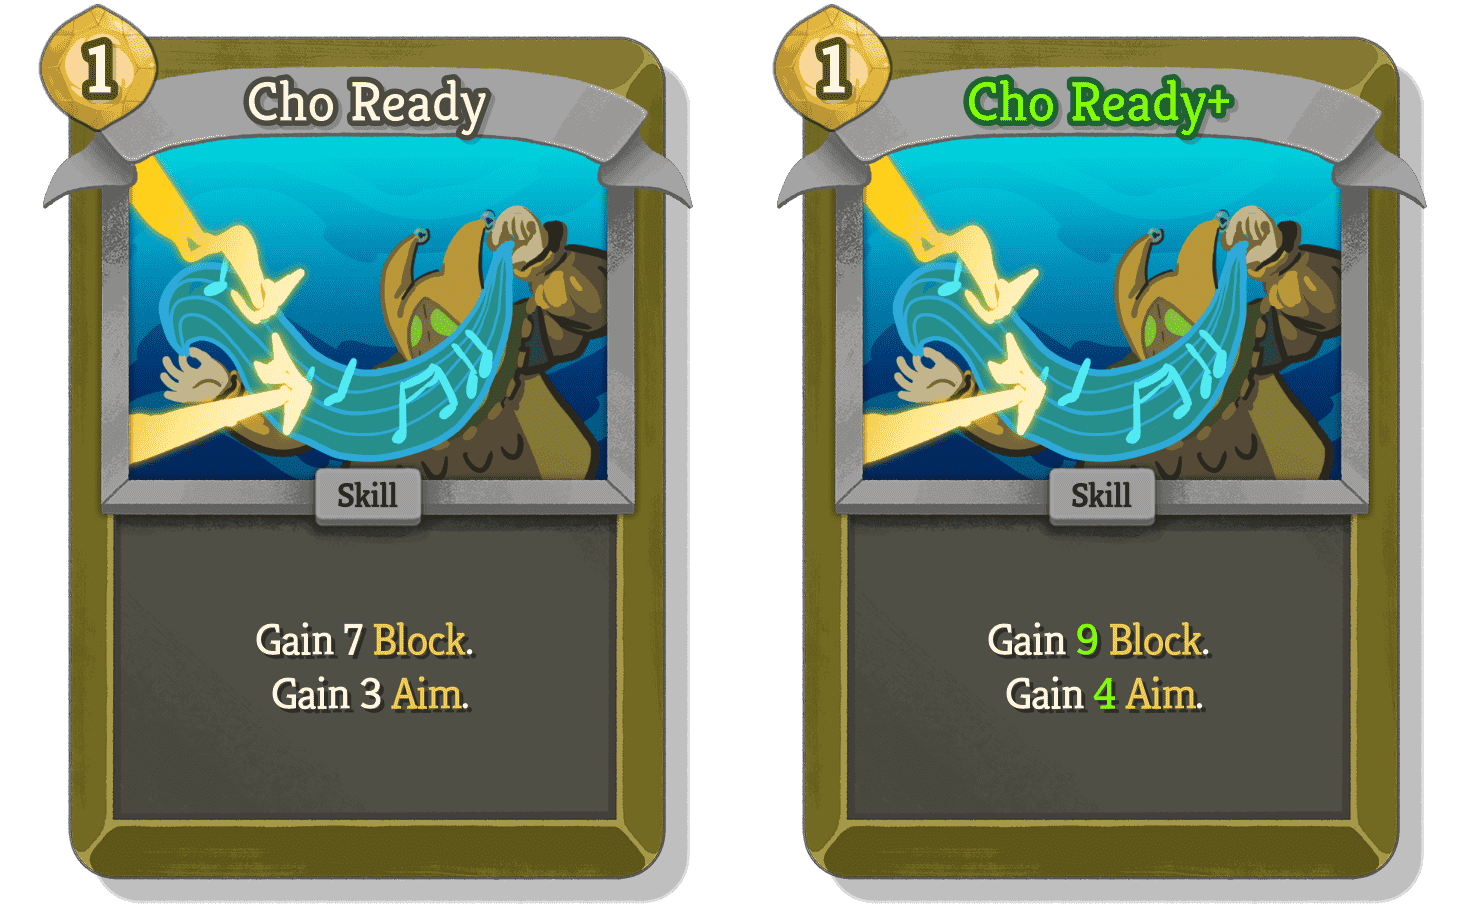 1
Cho Ready
Skill
Gain 7 Block.
Gain 3 Aim.
1
Cho Ready+
Skill
Gain 9 Block.
Gain 4 Aim.